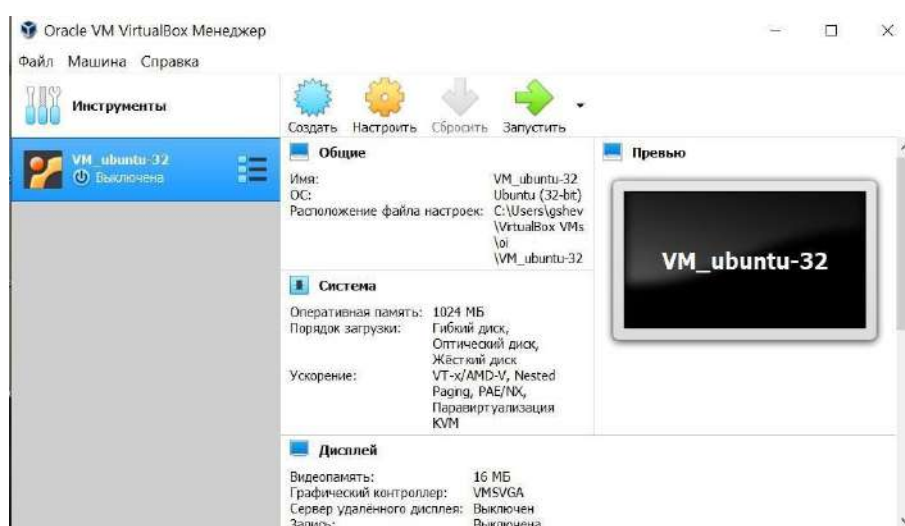 Oracle VM VirtualBox Менеджер
Файл Машина Справка
Инструменты
Создать Настроить Сбросить Запустить
VM_ubuntu-32
Выключена
Общие
Имя: VM_ubuntu-32
ОС: Ubuntu (32-bit)
Расположение файла настроек: C:\Users\gshev
\VirtualBox VMs
\oi
\VM_ubuntu-32
Превью
VM_ubuntu-32
Система
Оперативная память: 1024 МБ
Порядок загрузки: Гибкий диск,
Оптический диск,
Жёсткий диск
Ускорение: VT-x/AMD-V, Nested
Paging, PAE/NX,
Паравиртуализация
KVM
Дисплей
Видеопамять: 16 МБ
Графический контроллер: VMSVGA
Сервер удалённого дисплея: Выключен
Запись: Выключена